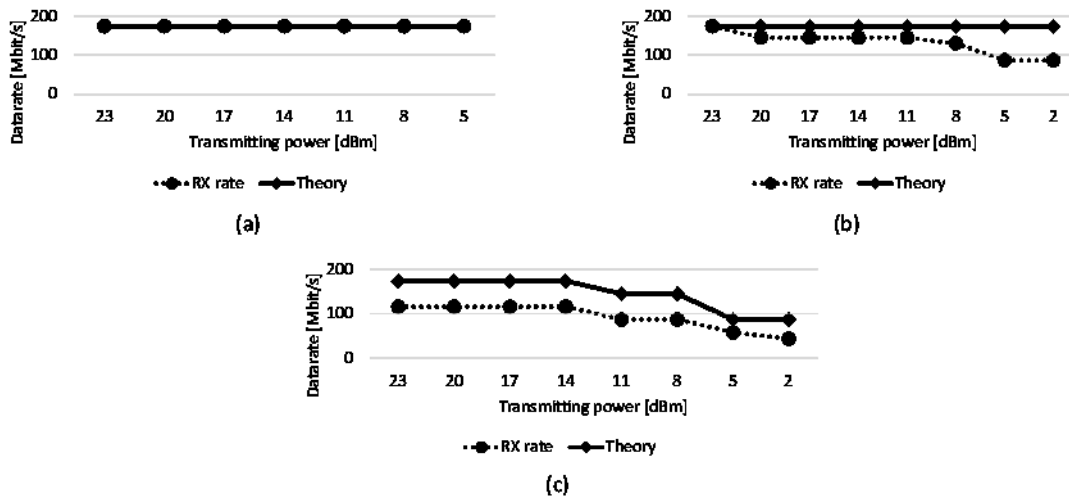 200
100
0
Datarate [Mbit/s]
23 20 17 14 11 8 5
Transmitting power [dBm]
RX rate Theory
(a)
200
100
0
Datarate [Mbit/s]
23 20 17 14 11 8 5 2
Transmitting power [dBm]
RX rate Theory
(b)
200
100
0
Datarate [Mbit/s]
23 20 17 14 11 8 5 2
Transmitting power [dBm]
RX rate Theory
(c)